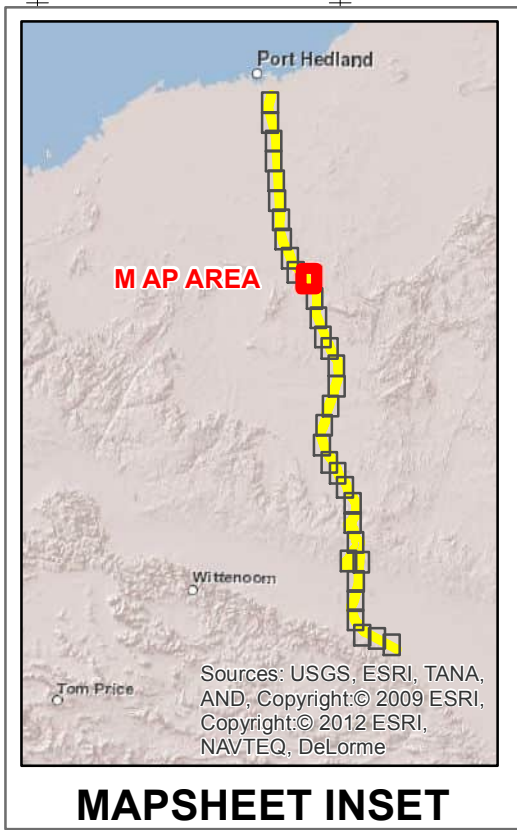 Port Hedland
M AP AREA
Wittenoom
Tom Price
Sources: USGS, ESRI, TANA,
AND, Copyright:© 2009 ESRI,
Copyright:© 2012 ESRI,
NAVTEQ, DeLorme
MAPSHEET INSET